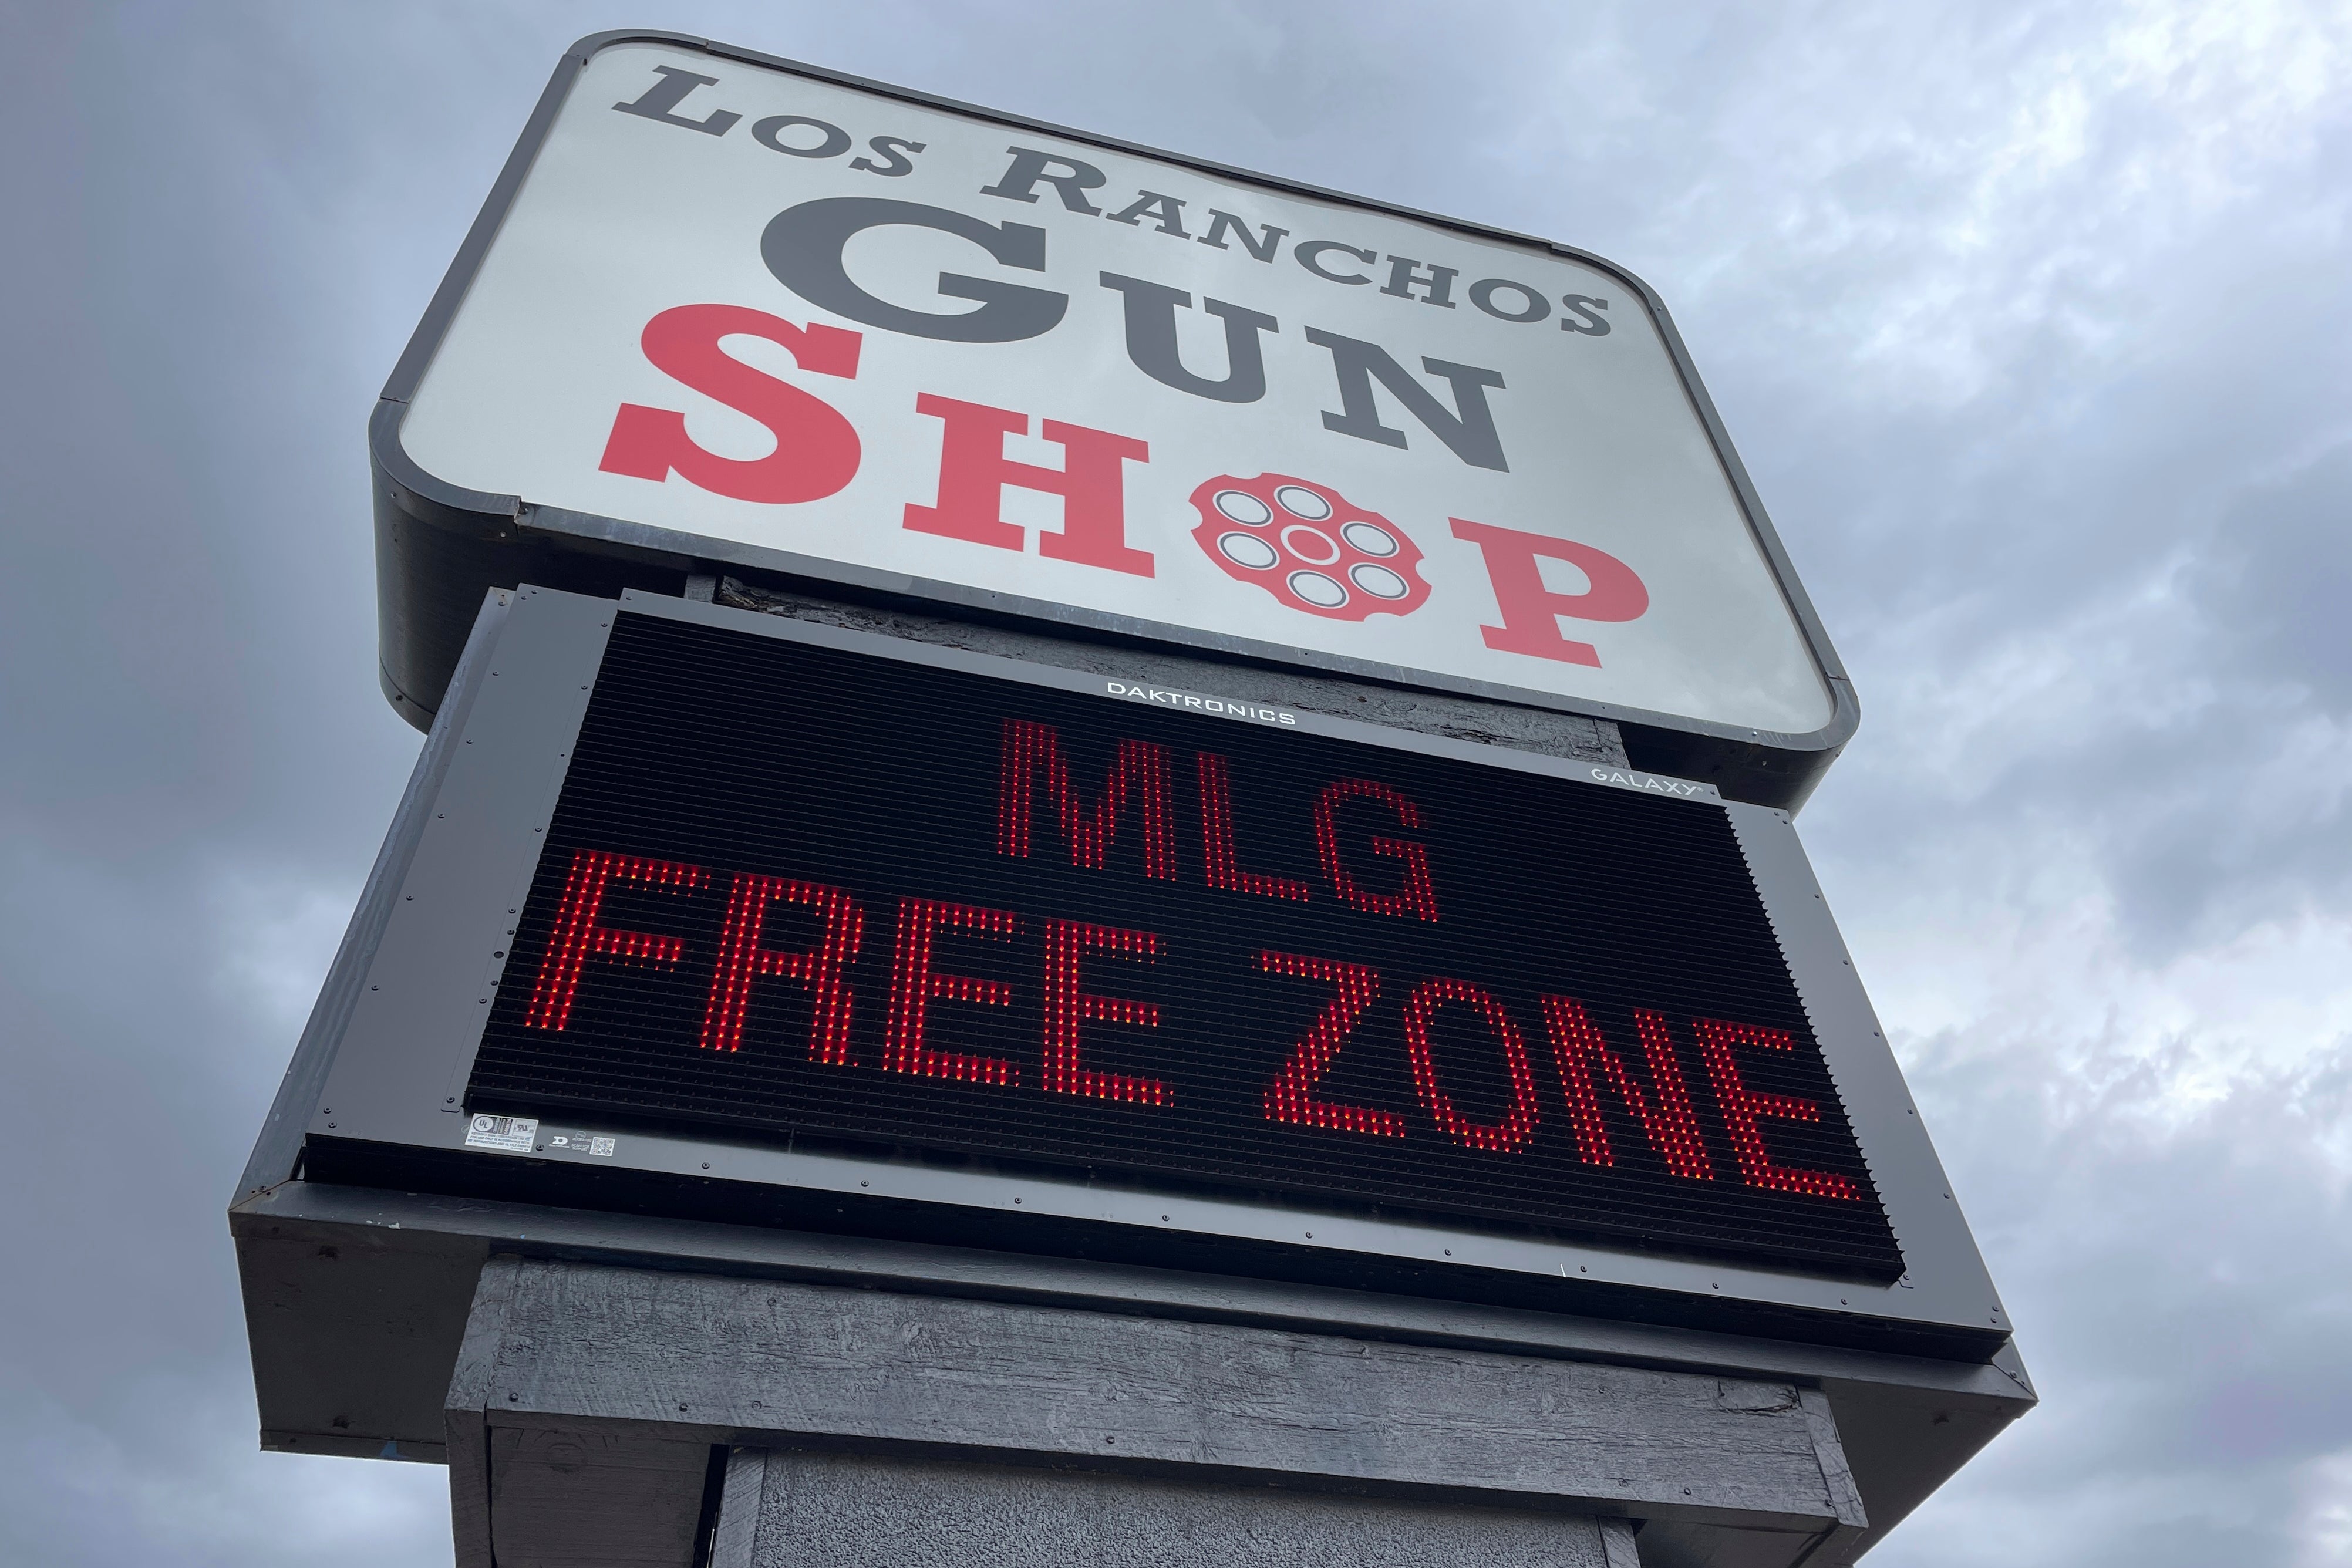 LOS RANCHOS
GUN
SHOP
DAKTRONICS
GALAXY
MLG
FREE ZONE